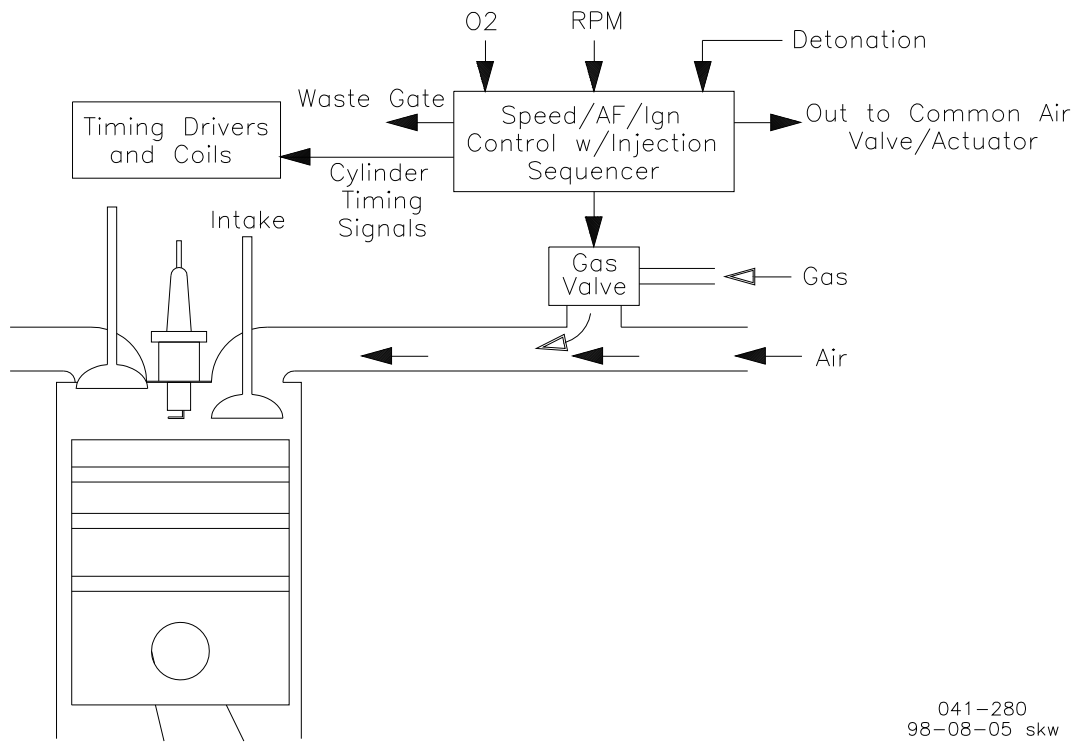 O2
RPM
Detonation
Waste Gate
Timing Drivers
and Coils
Speed/AF/Ign
Control w/Injection
Sequencer
Out to Common Air
Valve/Actuator
Cylinder
Timing
Signals
Intake
Gas
Valve
Gas
Air
041-280
98-08-05 skw